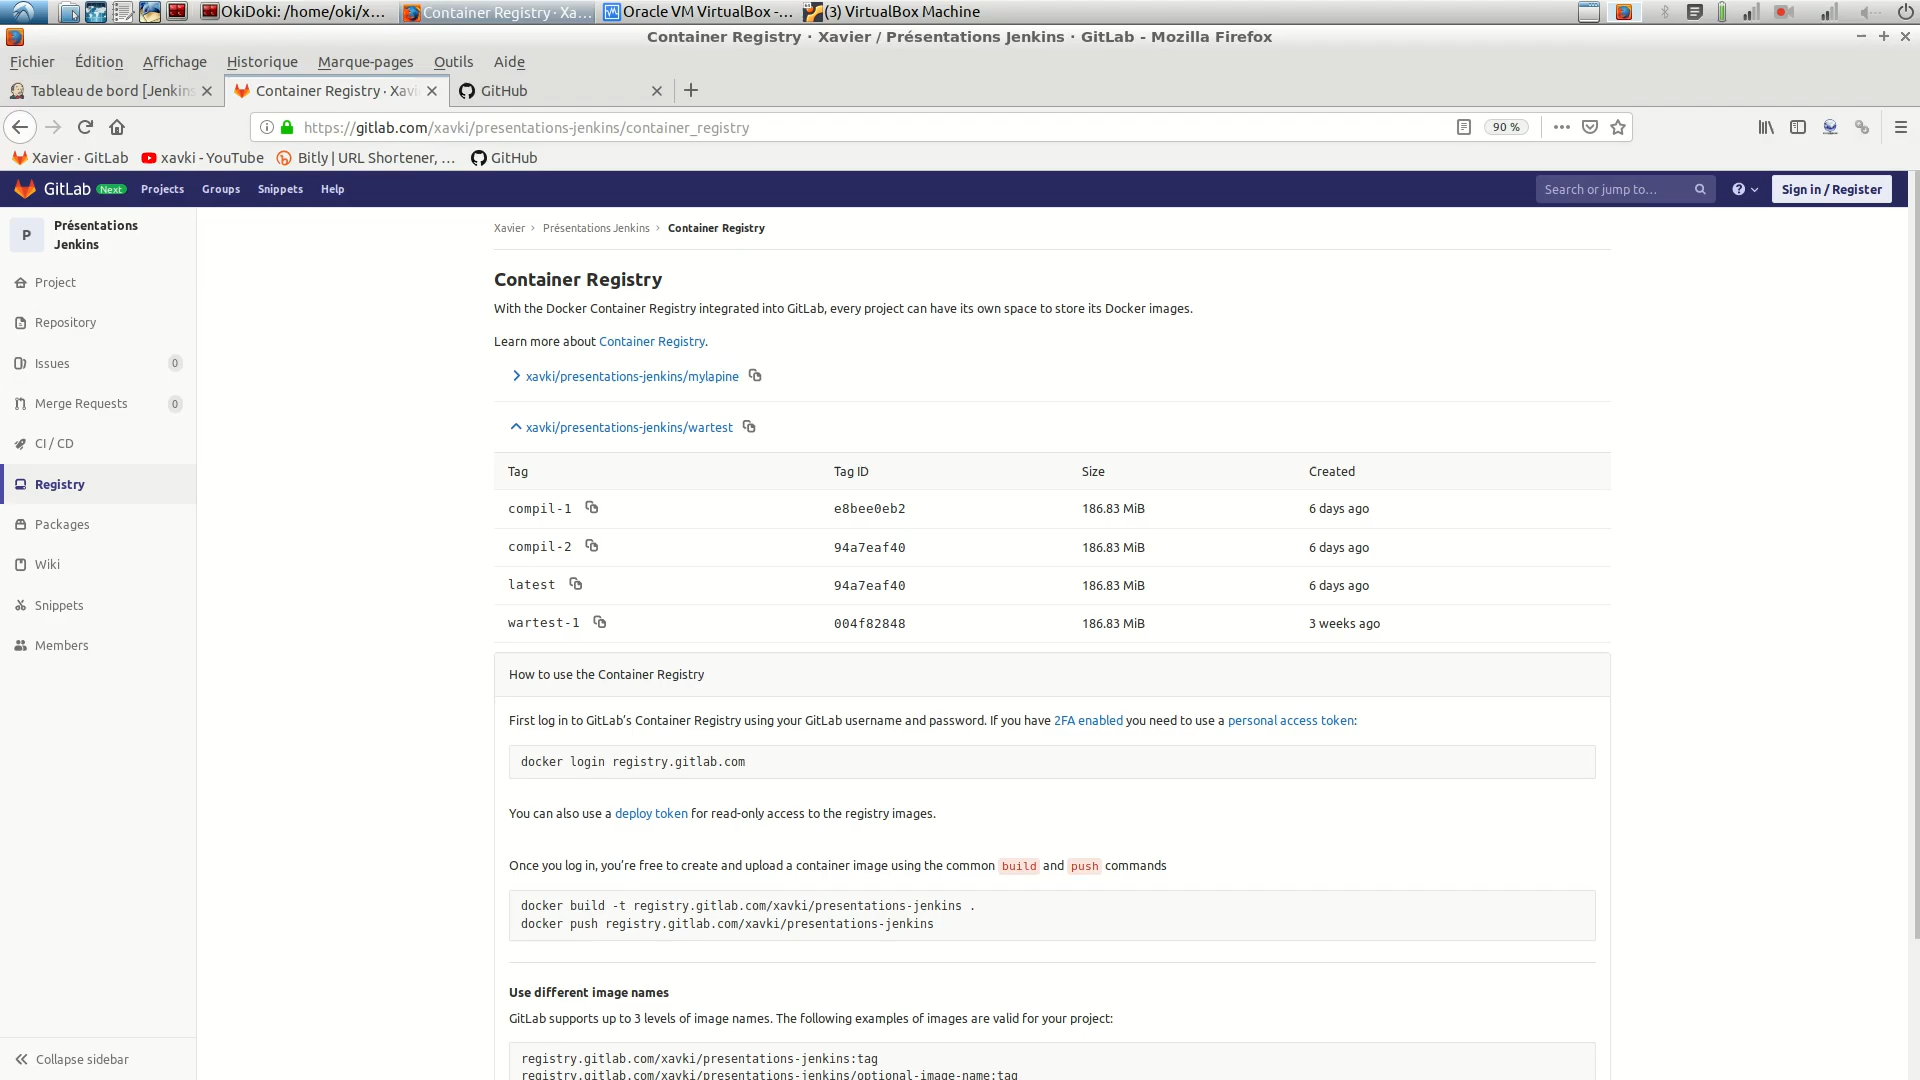 OkiDoki: /home/oki/x...
Container Registry · Xa...
Oracle VM VirtualBox -...
(3) VirtualBox Machine
Container Registry · Xavier / Présentations Jenkins · GitLab - Mozilla Firefox
Fichier Édition Affichage Historique Marque-pages Outils Aide
Tableau de bord [Jenkins
Container Registry · Xavi
GitHub
https://gitlab.com/xavki/presentations-jenkins/container_registry
90 %
Xavier · GitLab
xavki - YouTube
Bitly | URL Shortener, ...
GitHub
GitLab Next Projects Groups Snippets Help
Search or jump to...
Sign in / Register
P
Présentations
Jenkins
Project
Repository
Issues 0
Merge Requests 0
CI / CD
Registry
Packages
Wiki
Snippets
Members
Collapse sidebar
Xavier › Présentations Jenkins › Container Registry
Container Registry
With the Docker Container Registry integrated into GitLab, every project can have its own space to store its Docker images.
Learn more about Container Registry.
xavki/presentations-jenkins/mylapine
xavki/presentations-jenkins/wartest
Tag Tag ID Size Created
compil-1 e8bee0eb2 186.83 MiB 6 days ago
compil-2 94a7eaf40 186.83 MiB 6 days ago
latest 94a7eaf40 186.83 MiB 6 days ago
wartest-1 004f82848 186.83 MiB 3 weeks ago
How to use the Container Registry
First log in to GitLab’s Container Registry using your GitLab username and password. If you have 2FA enabled you need to use a personal access token:
docker login registry.gitlab.com
You can also use a deploy token for read-only access to the registry images.
Once you log in, you’re free to create and upload a container image using the common build and push commands
docker build -t registry.gitlab.com/xavki/presentations-jenkins .
docker push registry.gitlab.com/xavki/presentations-jenkins
Use different image names
GitLab supports up to 3 levels of image names. The following examples of images are valid for your project:
registry.gitlab.com/xavki/presentations-jenkins:tag
registry.gitlab.com/xavki/presentations-jenkins/optional-image-name:tag